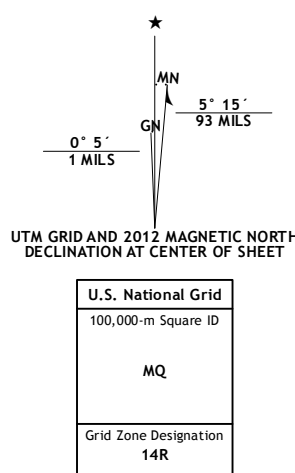 ★
MN
5° 15´
93 MILS
GN
0° 5´
1 MILS
UTM GRID AND 2012 MAGNETIC NORTH
DECLINATION AT CENTER OF SHEET
U.S. National Grid
100,000-m Square ID
MQ
Grid Zone Designation
14R